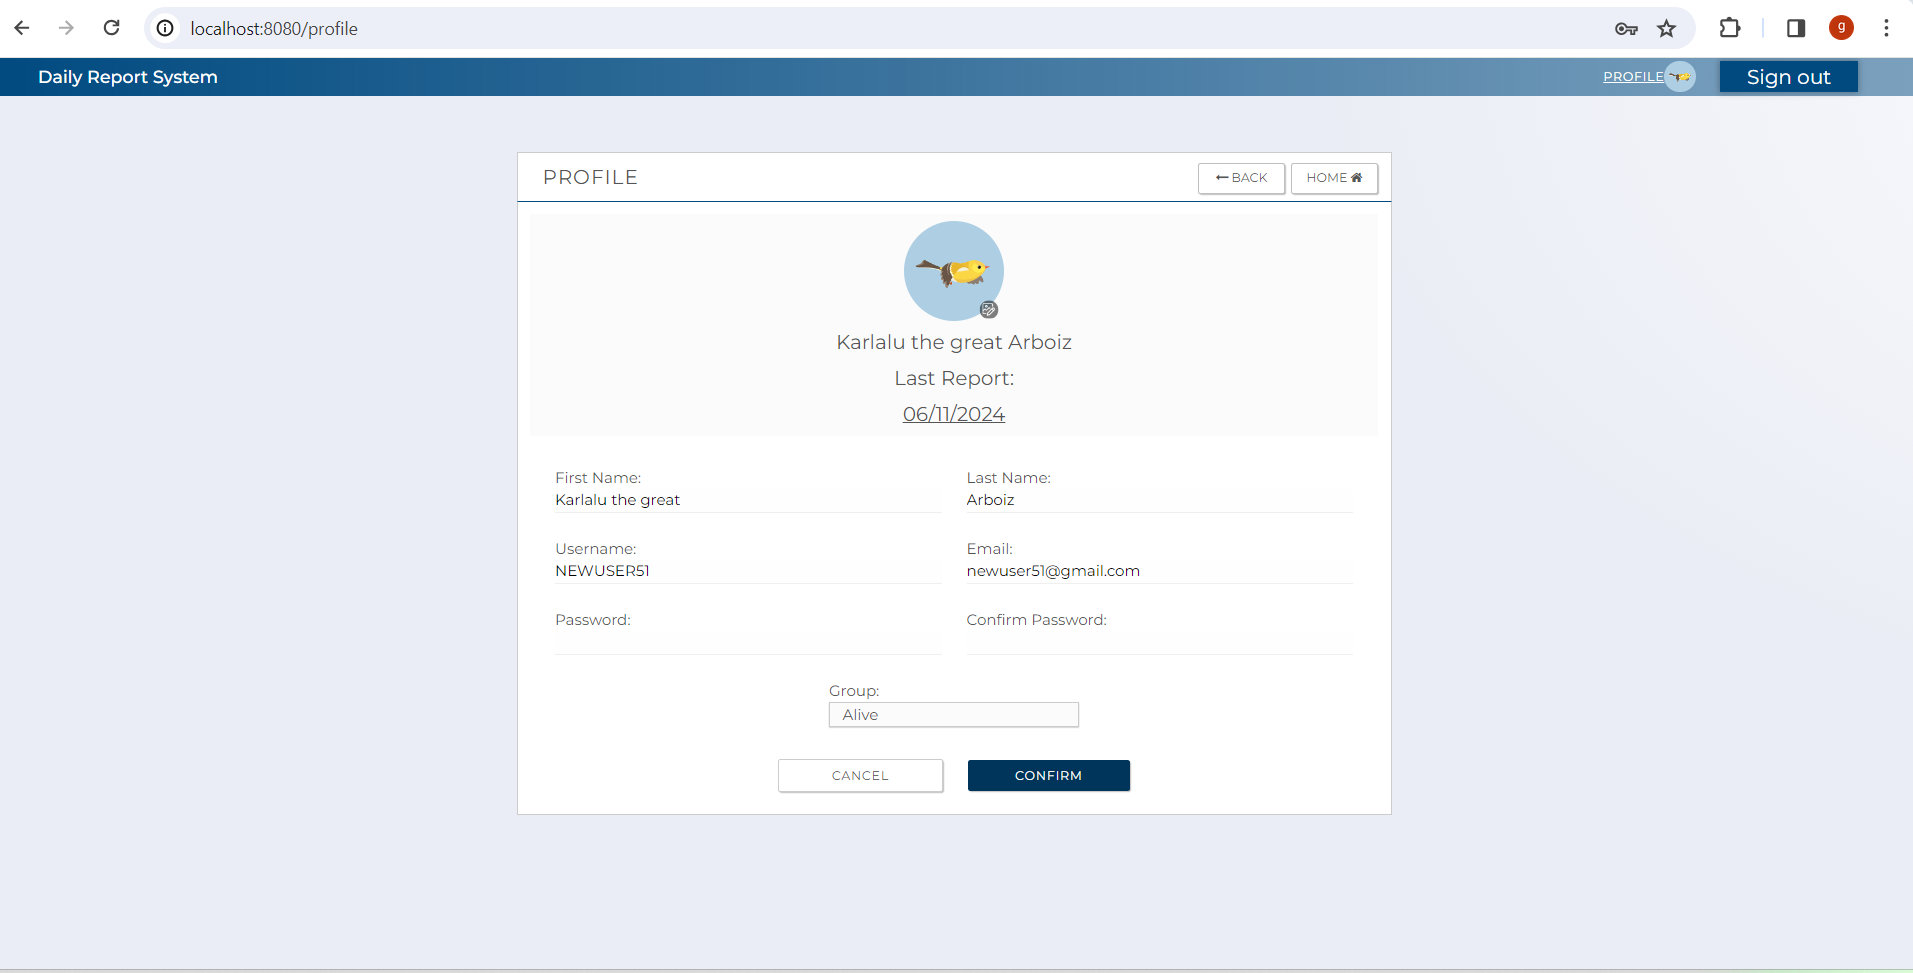 localhost:8080/profile
g
Daily Report System
PROFILE
Sign out
PROFILE
BACK
HOME
Karlalu the great Arboiz
Last Report:
06/11/2024
First Name:
Karlalu the great
Last Name:
Arboiz
Username:
NEWUSER51
Email:
newuser51@gmail.com
Password:
Confirm Password:
Group:
Alive
CANCEL
CONFIRM